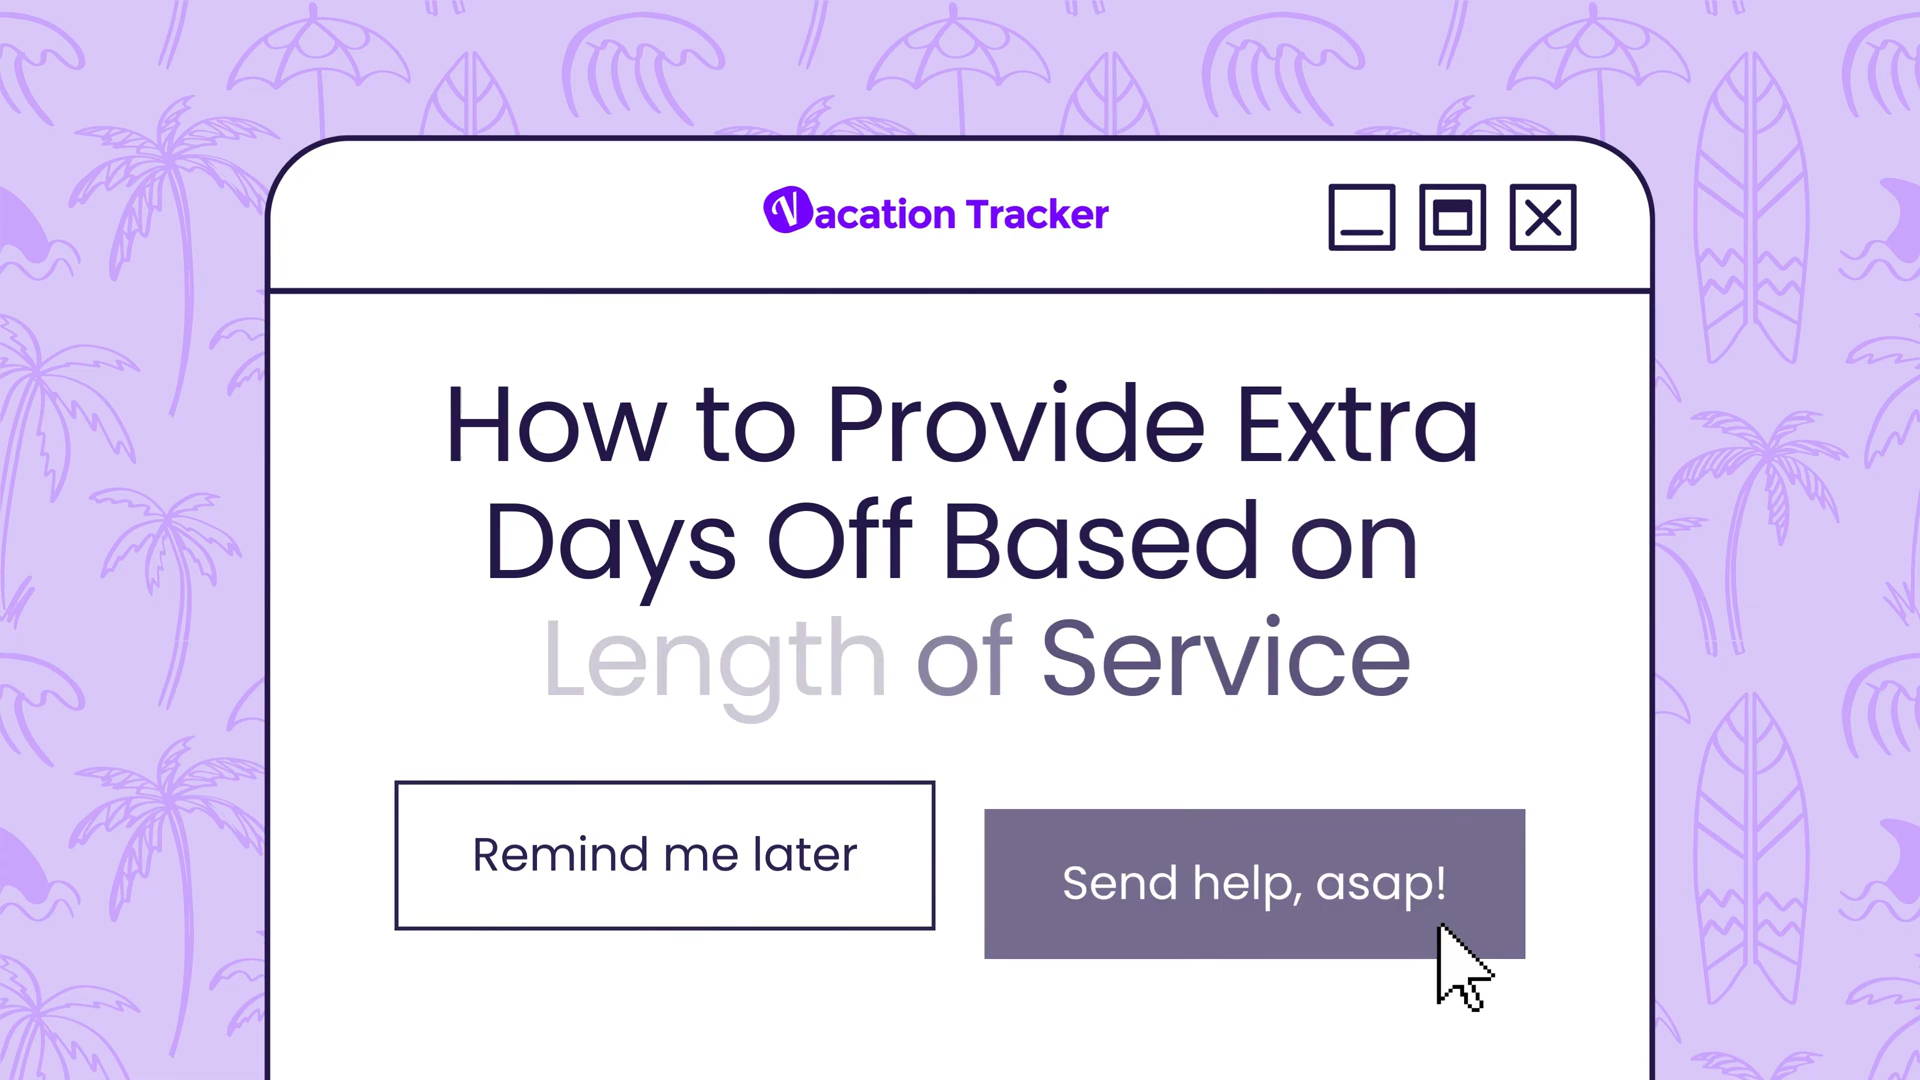 Vacation Tracker
How to Provide Extra
Days Off Based on
Length of Service
Remind me later
Send help, asap!